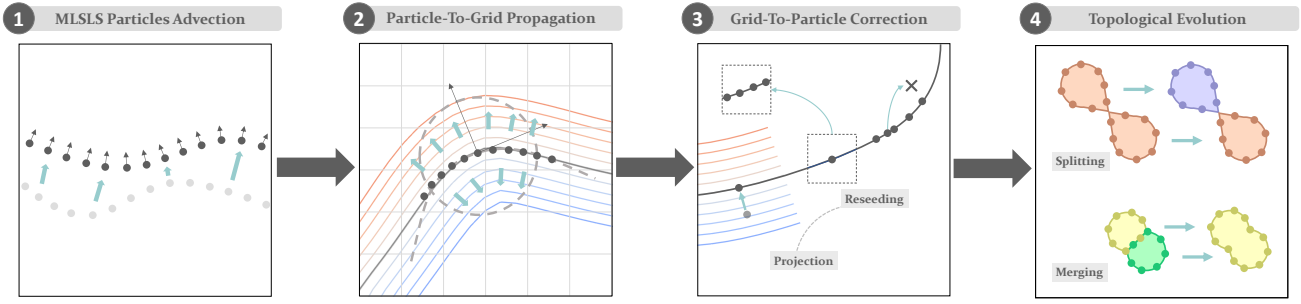 1 MLSLS Particles Advection
2 Particle-To-Grid Propagation
3 Grid-To-Particle Correction
4 Topological Evolution
Reseeding
Projection
Splitting
Merging